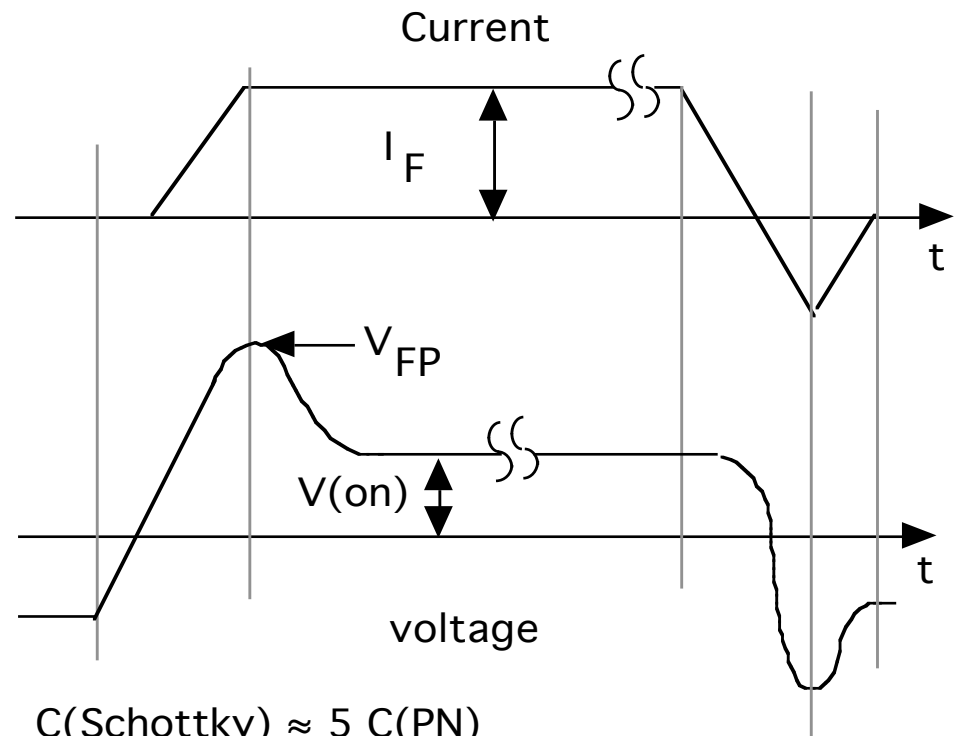 Current
I F
t
V FP
V(on)
t
voltage
C(Schottky) ≈ 5 C(PN)